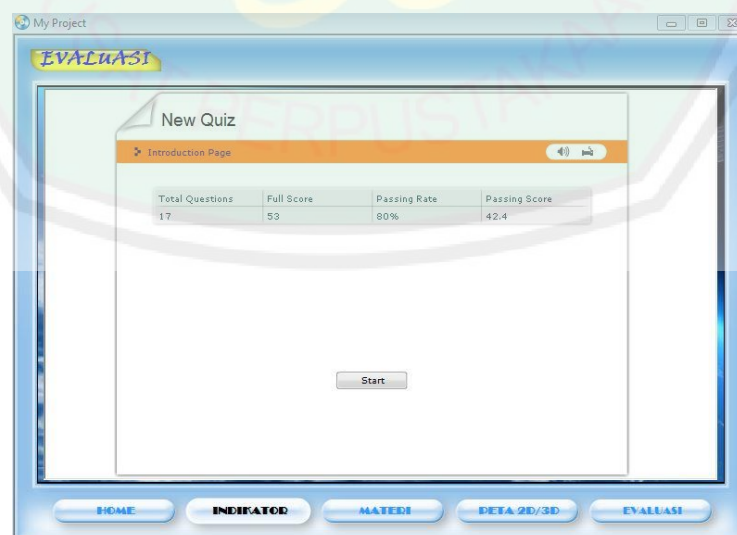 My Project
EVALUASI
PERPUSTAKAA
New Quiz
Introduction Page
Total Questions Full Score Passing Rate Passing Score
17 53 80% 42.4
Start
HOME INDIKATOR MATERI PETA 2D/3D EVALUASI